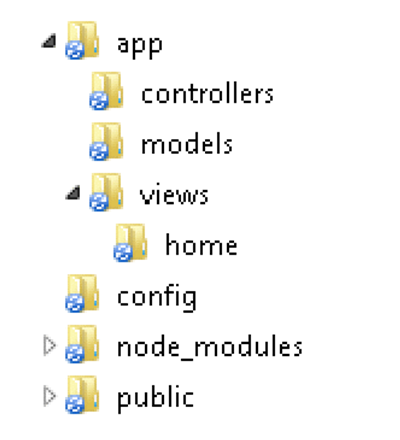 app
controllers
models
views
home
config
node_modules
public